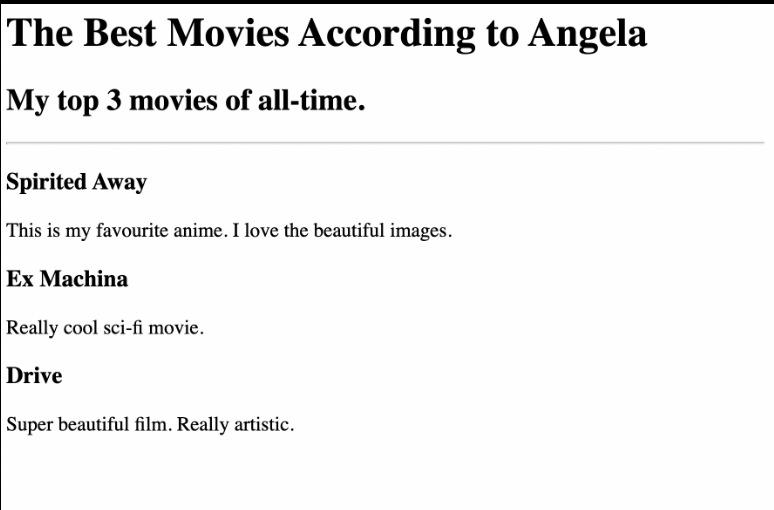 The Best Movies According to Angela
My top 3 movies of all-time.
Spirited Away
This is my favourite anime. I love the beautiful images.
Ex Machina
Really cool sci-fi movie.
Drive
Super beautiful film. Really artistic.